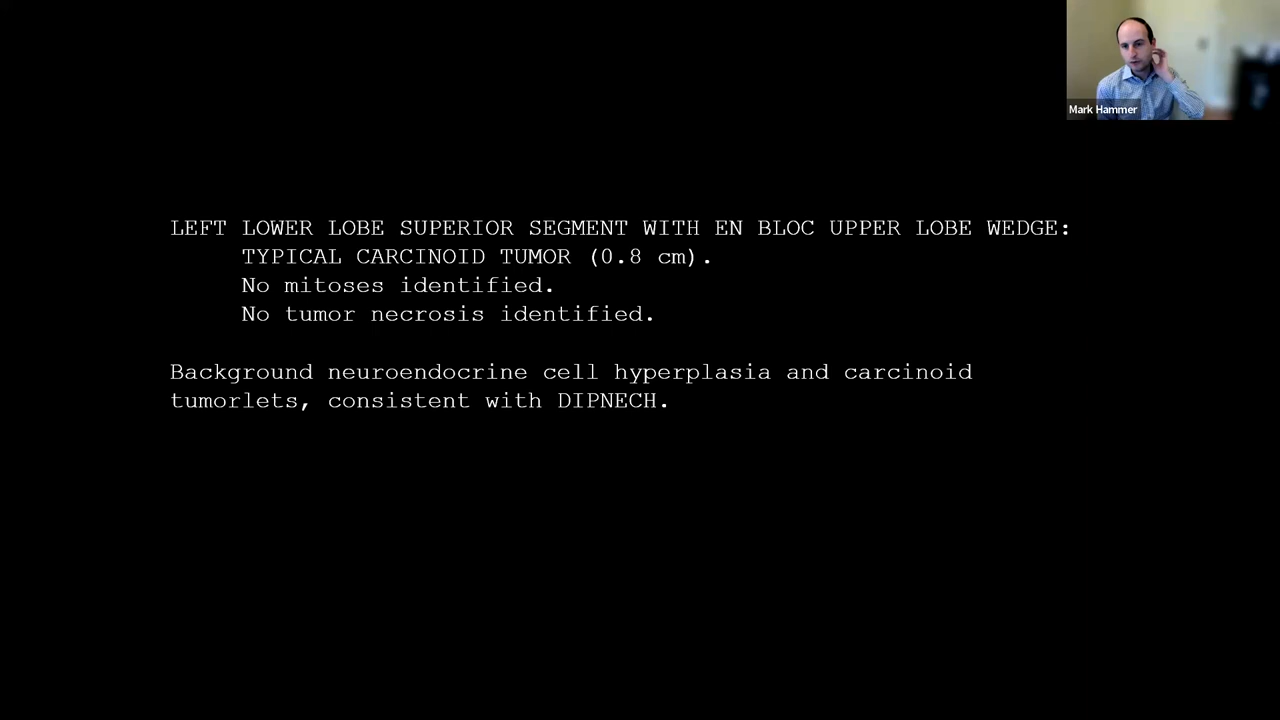 Mark Hammer
LEFT LOWER LOBE SUPERIOR SEGMENT WITH EN BLOC UPPER LOBE WEDGE:
TYPICAL CARCINOID TUMOR (0.8 cm).
No mitoses identified.
No tumor necrosis identified.
Background neuroendocrine cell hyperplasia and carcinoid
tumorlets, consistent with DIPNECH.